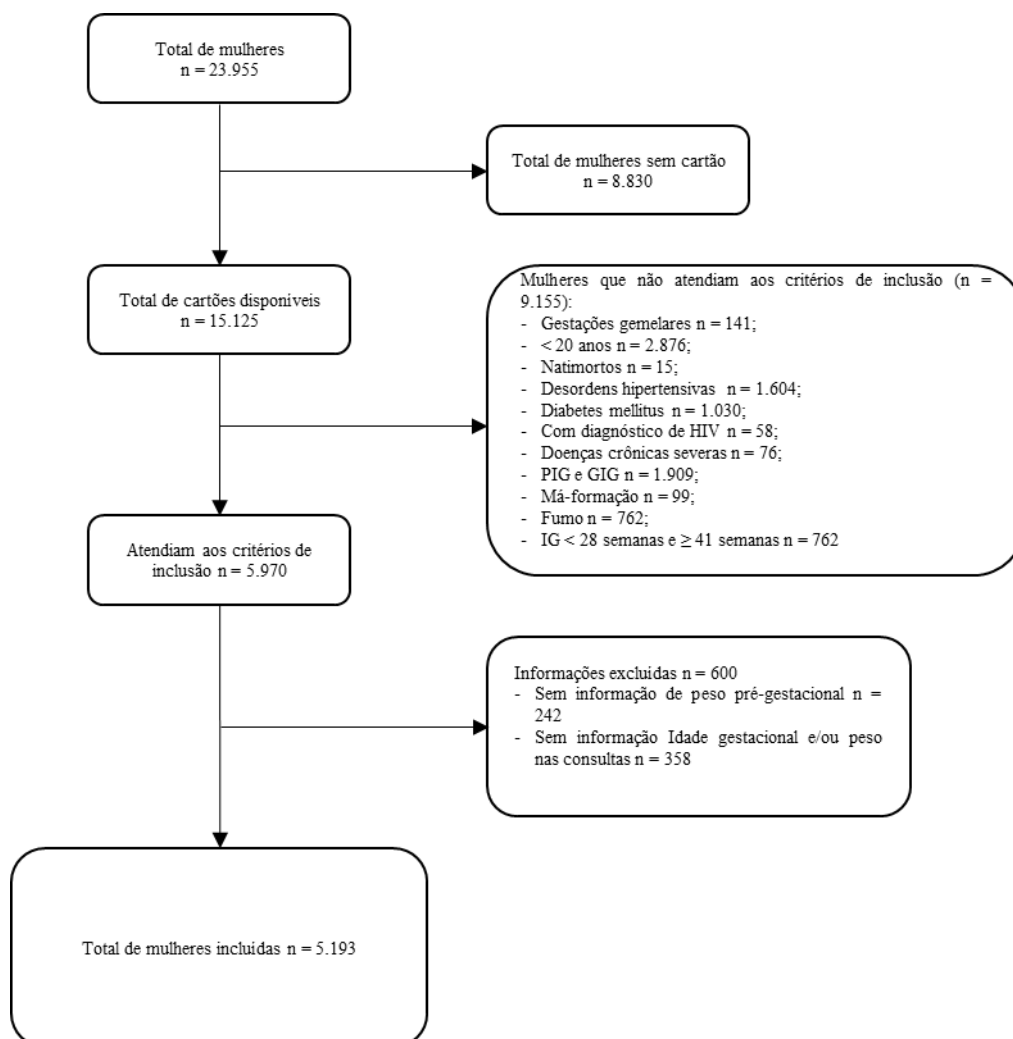 Total de mulheres
n = 23.955
Total de mulheres sem cartão
n = 8.830
Total de cartões disponiveis
n = 15.125
Mulheres que não atendiam aos critérios de inclusão (n =
9.155):
- Gestações gemelares n = 141;
- < 20 anos n = 2.876;
- Natimortos n = 15;
- Desordens hipertensivas n = 1.604;
- Diabetes mellitus n = 1.030;
- Com diagnóstico de HIV n = 58;
- Doenças crônicas severas n = 76;
- PIG e GIG n = 1.909;
- Má-formação n = 99;
- Fumo n = 762;
- IG < 28 semanas e ≥ 41 semanas n = 762
Atendiam aos critérios de
inclusão n = 5.970
Informações excluidas n = 600
- Sem informação de peso pré-gestacional n =
242
- Sem informação Idade gestacional e/ou peso
nas consultas n = 358
Total de mulheres incluidas n = 5.193